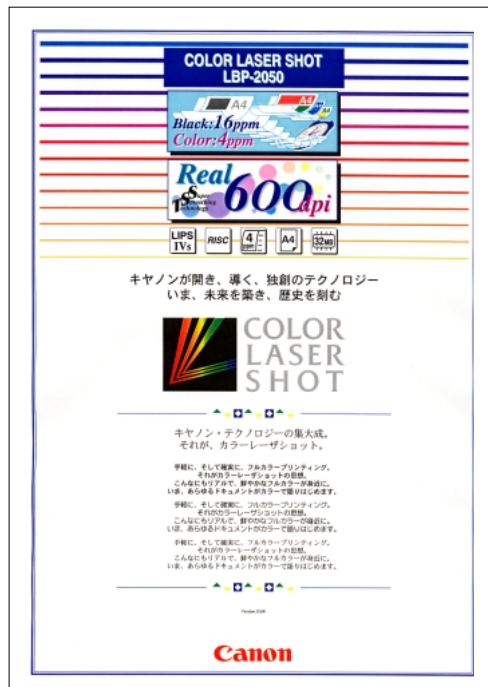 COLOR LASER SHOT
LBP-2050
A4
A4
Black:16ppm
Color:4ppm
Real 600dpi
TSS Super Smoothing Technology
LIPS IVs
RISC
4
A4
32MB
キヤノンが開き、導く、独創のテクノロジー
いま、未来を築き、歴史を刻む
COLOR
LASER
SHOT
キヤノン・テクノロジーの集大成。
それが、カラーレーザショット。
手軽に、そして確実に、フルカラープリンティング。
それがカラーレーザショットの思想。
こんなにもリアルで、鮮やかなフルカラーが身近に。
いま、あらゆるドキュメントがカラーで語りはじめます。
手軽に、そして確実に、フルカラープリンティング。
それがカラーレーザショットの思想。
こんなにもリアルで、鮮やかなフルカラーが身近に。
いま、あらゆるドキュメントがカラーで語りはじめます。
手軽に、そして確実に、フルカラープリンティング。
それがカラーレーザショットの思想。
こんなにもリアルで、鮮やかなフルカラーが身近に。
いま、あらゆるドキュメントがカラーで語りはじめます。
Canon